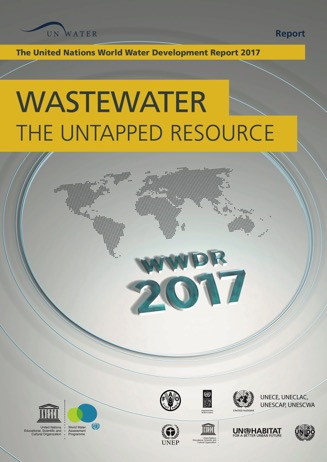 UN WATER
Report
The United Nations World Water Development Report 2017
WASTEWATER
THE UNTAPPED RESOURCE
WWDR
2017
United Nations
Educational, Scientific and
Cultural Organization
World Water
Assessment
Programme
UNITED NATIONS
UNECE, UNECLAC,
UNESCAP, UNESCWA
UNEP
UN HABITAT
FOR A BETTER URBAN FUTURE